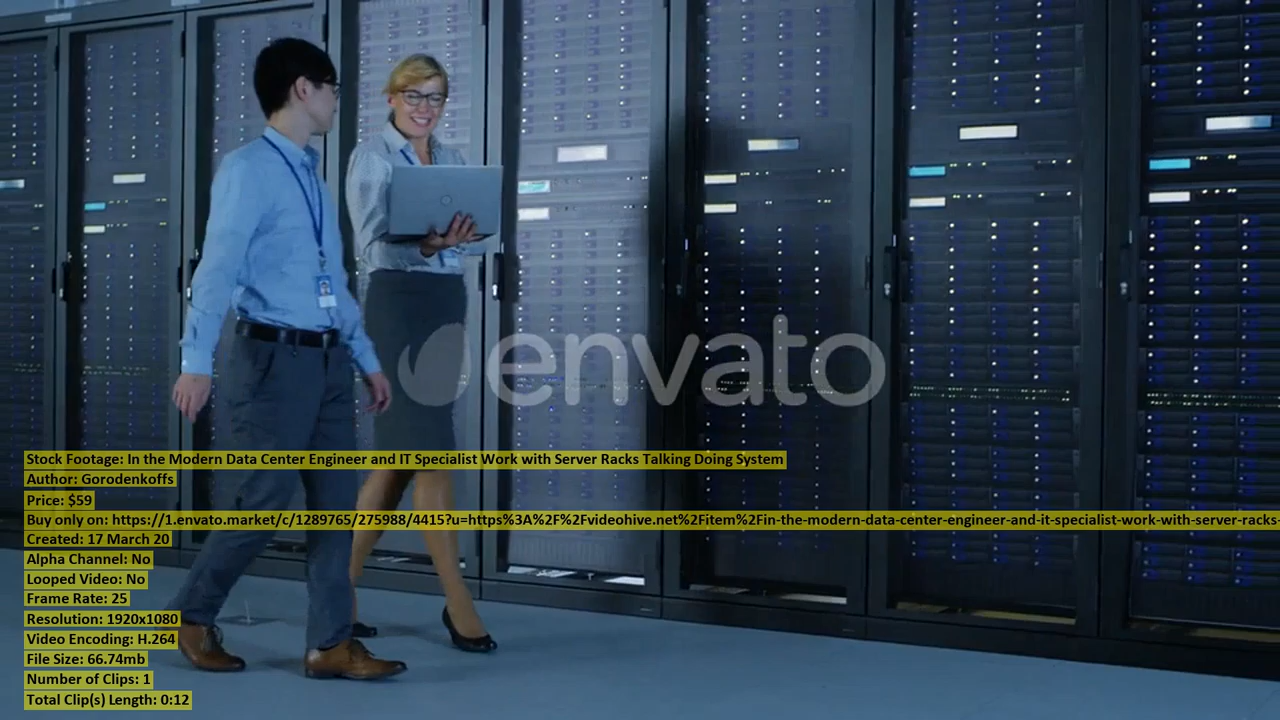 envato
Stock Footage: In the Modern Data Center Engineer and IT Specialist Work with Server Racks Talking Doing System
Author: Gorodenkoffs
Price: $59
Buy only on: https://1.envato.market/c/1289765/275988/4415?u=https%3A%2F%2Fvideohive.net%2Fitem%2Fin-the-modern-data-center-engineer-and-it-specialist-work-with-server-racks-
Created: 17 March 20
Alpha Channel: No
Looped Video: No
Frame Rate: 25
Resolution: 1920x1080
Video Encoding: H.264
File Size: 66.74mb
Number of Clips: 1
Total Clip(s) Length: 0:12